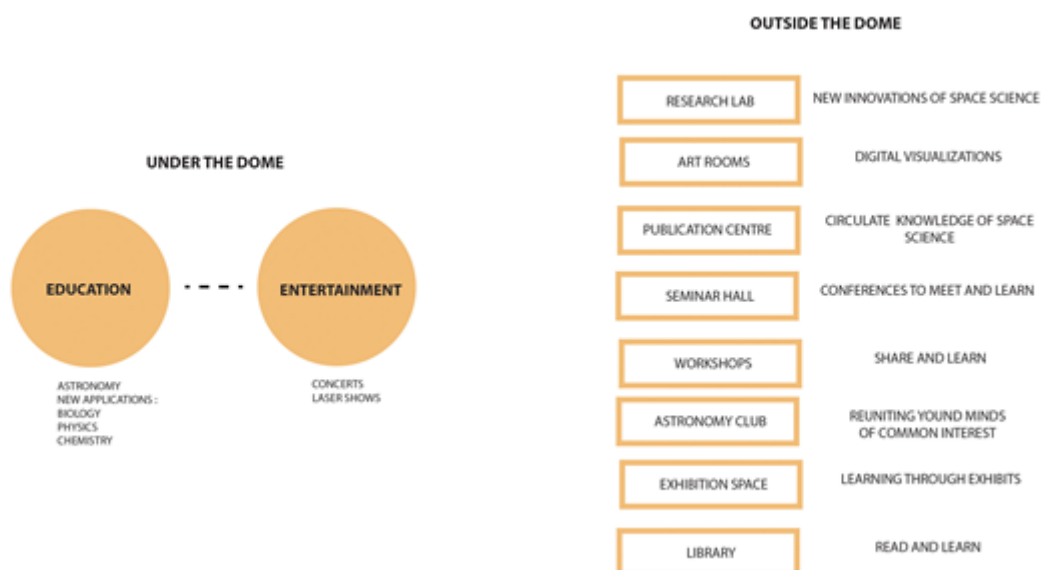 UNDER THE DOME
EDUCATION
ENTERTAINMENT
ASTRONOMY
NEW APPLICATIONS :
BIOLOGY
PHYSICS
CHEMISTRY
CONCERTS
LASER SHOWS
OUTSIDE THE DOME
RESEARCH LAB
NEW INNOVATIONS OF SPACE SCIENCE
ART ROOMS
DIGITAL VISUALIZATIONS
PUBLICATION CENTRE
CIRCULATE KNOWLEDGE OF SPACE
SCIENCE
SEMINAR HALL
CONFERENCES TO MEET AND LEARN
WORKSHOPS
SHARE AND LEARN
ASTRONOMY CLUB
REUNITING YOUND MINDS
OF COMMON INTEREST
EXHIBITION SPACE
LEARNING THROUGH EXHIBITS
LIBRARY
READ AND LEARN